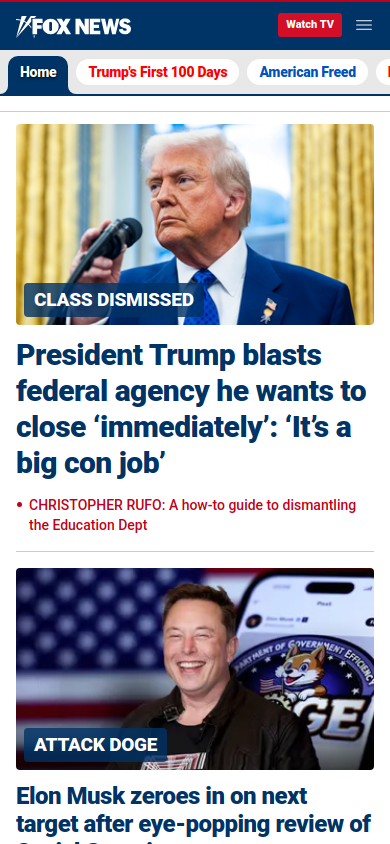 FOX NEWS
Watch TV
Home
Trump's First 100 Days
American Freed
CLASS DISMISSED
President Trump blasts
federal agency he wants to
close ‘immediately’: ‘It’s a
big con job’
• CHRISTOPHER RUFO: A how-to guide to dismantling
the Education Dept
Post
OF GOVERNMENT EFFICIENCY
GE
ATTACK DOGE
Elon Musk zeroes in on next
target after eye-popping review of